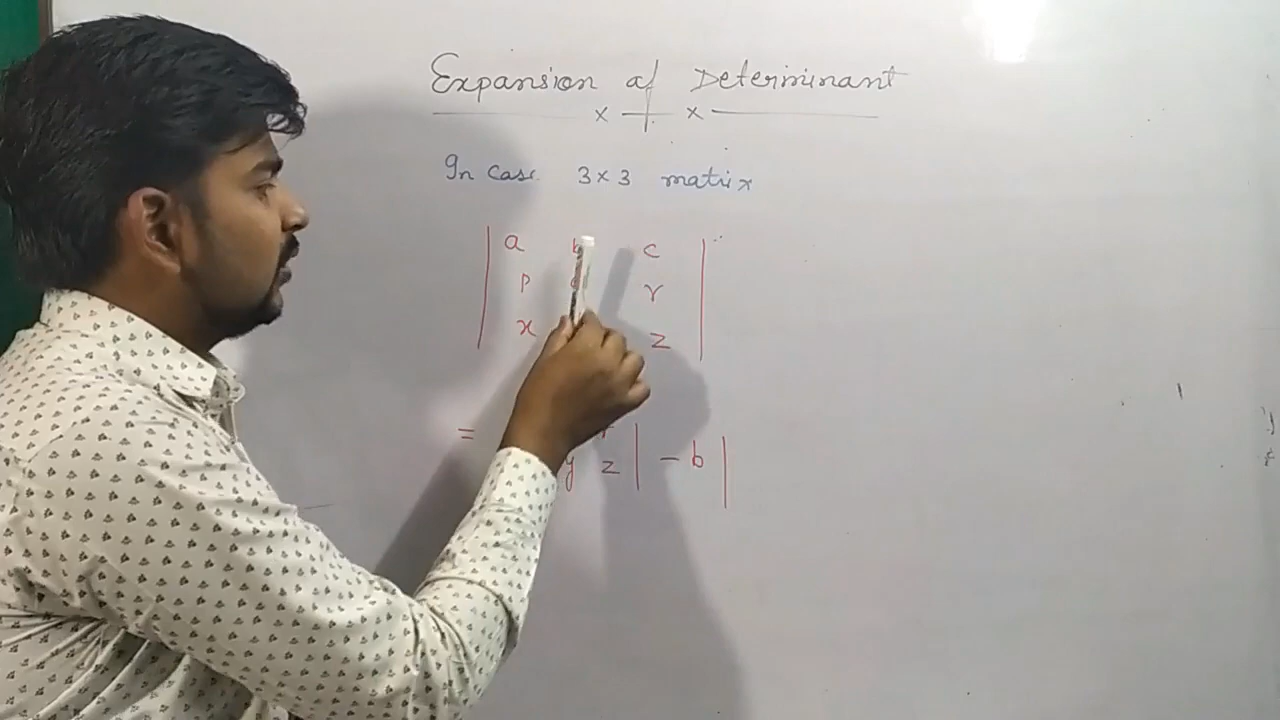 Expansion of Determinant
× ×
In case 3×3 matrix
| a b c |
p r
x z
= y z | - b |